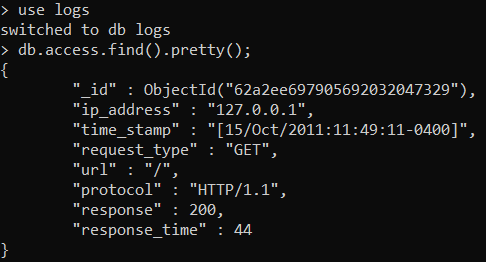 > use logs
switched to db logs
> db.access.find().pretty();
{
        "_id" : ObjectId("62a2ee697905692032047329"),
        "ip_address" : "127.0.0.1",
        "time_stamp" : "[15/Oct/2011:11:49:11-0400]",
        "request_type" : "GET",
        "url" : "/",
        "protocol" : "HTTP/1.1",
        "response" : 200,
        "response_time" : 44
}